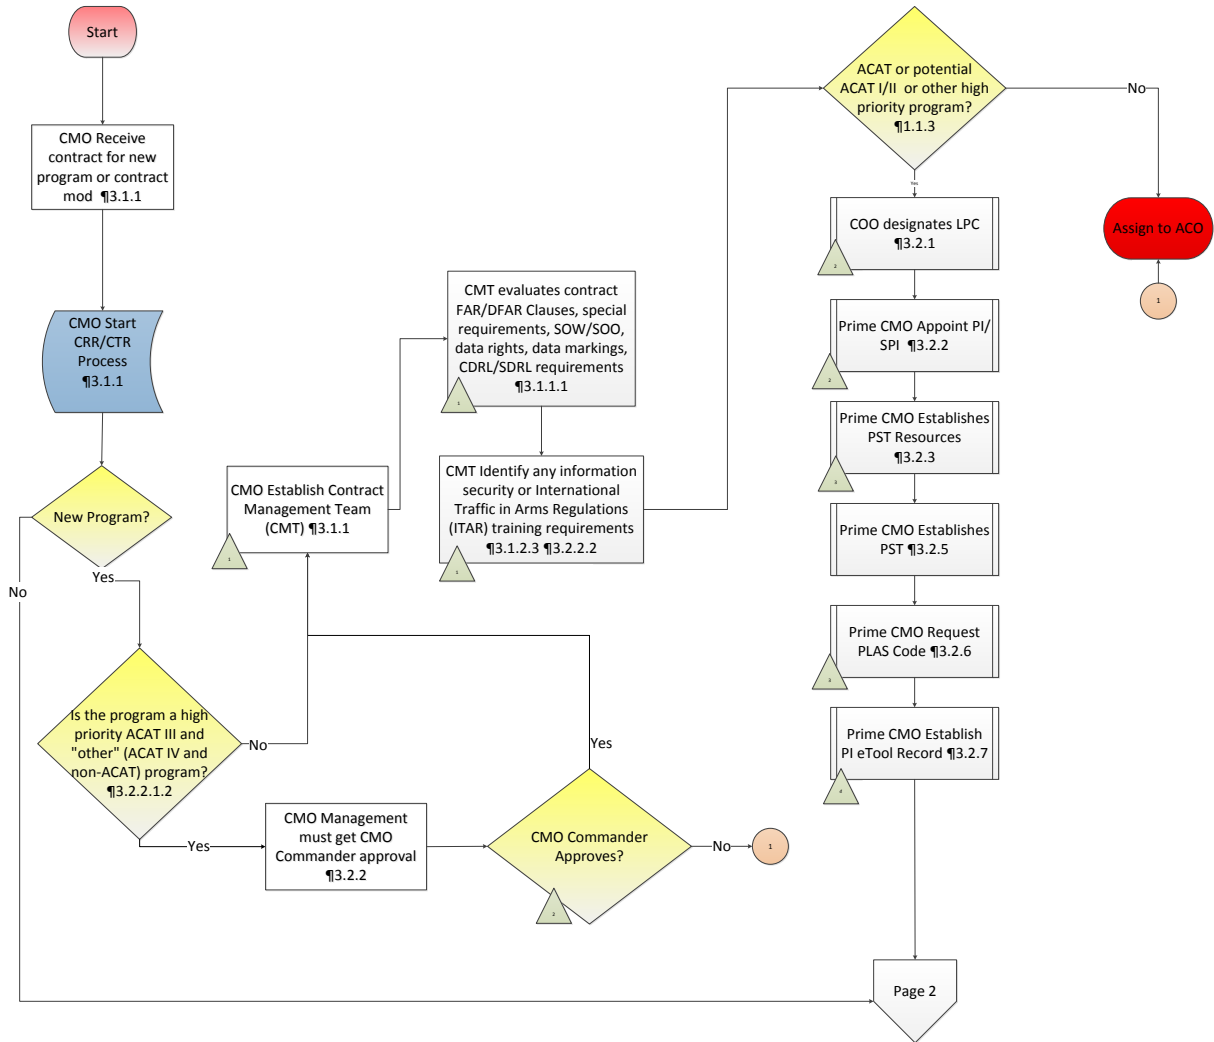 Start
CMO Receive
contract for new
program or contract
mod ¶3.1.1
CMO Start
CRR/CTR
Process
¶3.1.1
New Program?
No
Yes
Is the program a high
priority ACAT III and
"other" (ACAT IV and
non-ACAT) program?
¶3.2.2.1.2
No
Yes
CMO Management
must get CMO
Commander approval
¶3.2.2
CMO Commander
Approves?
2
Yes
No
1
CMO Establish Contract
Management Team
(CMT) ¶3.1.1
1
CMT evaluates contract
FAR/DFAR Clauses, special
requirements, SOW/SOO,
data rights, data markings,
CDRL/SDRL requirements
¶3.1.1.1
1
CMT Identify any information
security or International
Traffic in Arms Regulations
(ITAR) training requirements
¶3.1.2.3 ¶3.2.2.2
ACAT or potential
ACAT I/II or other high
priority program?
¶1.1.3
No
Yes
Assign to ACO
1
COO designates LPC
¶3.2.1
Prime CMO Appoint PI/
SPI ¶3.2.2
2
Prime CMO Establishes
PST Resources
¶3.2.3
Prime CMO Establishes
PST ¶3.2.5
Prime CMO Request
PLAS Code ¶3.2.6
Prime CMO Establish
PI eTool Record ¶3.2.7
Page 2